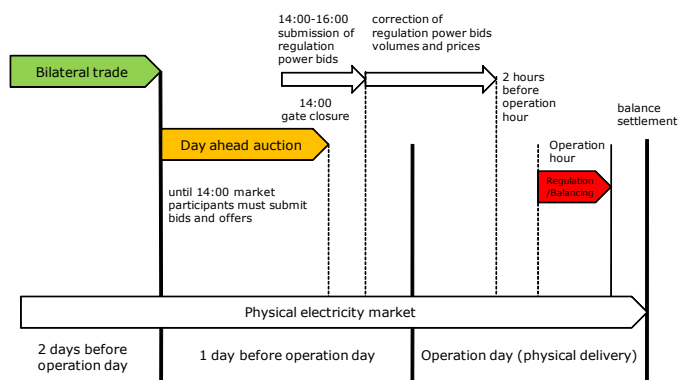 14:00-16:00
submission of
regulation
power bids
correction of
regulation power bids
volumes and prices
Bilateral trade
2 hours
before
operation
hour
14:00
gate closure
balance
settlement
Day ahead auction
Operation
hour
Regulation
/Balancing
until 14:00 market
participants must submit
bids and offers
Physical electricity market
2 days before
operation day
1 day before operation day
Operation day (physical delivery)